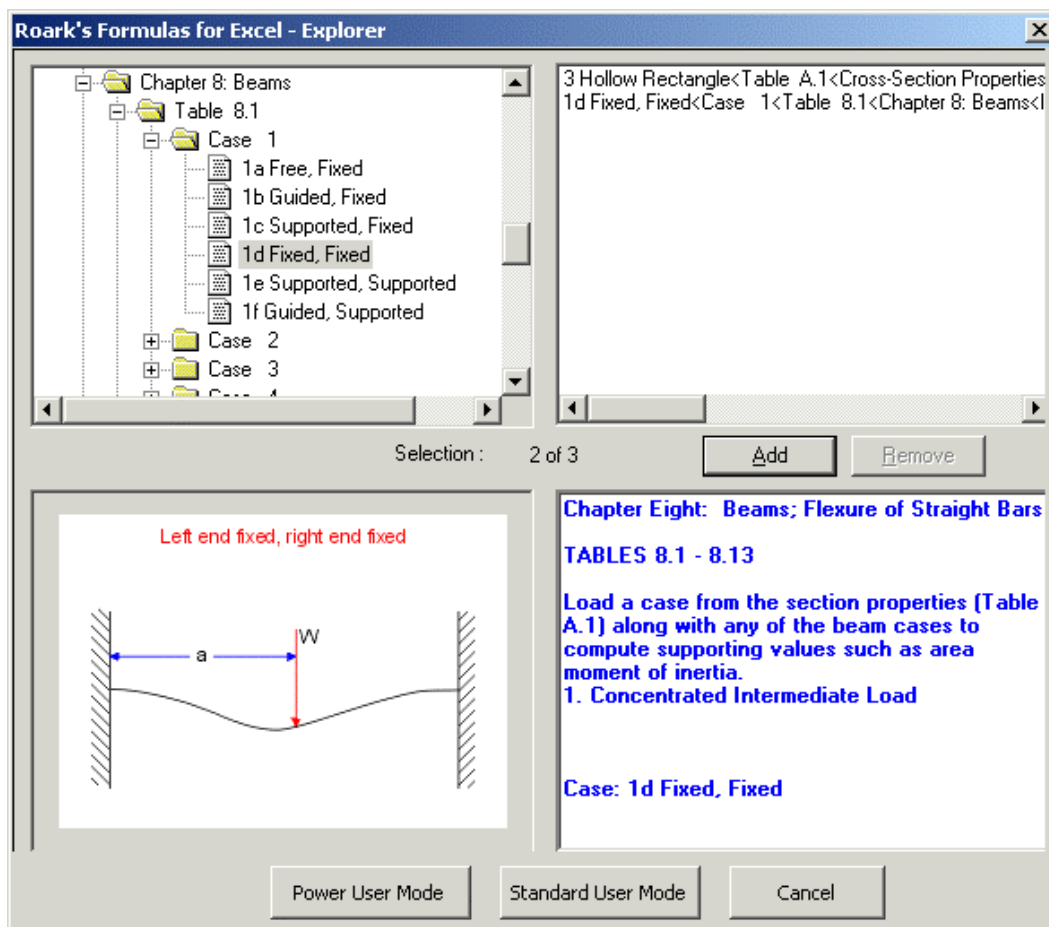 Roark's Formulas for Excel - Explorer
Chapter 8: Beams
Table 8.1
Case 1
1a Free, Fixed
1b Guided, Fixed
1c Supported, Fixed
1d Fixed, Fixed
1e Supported, Supported
1f Guided, Supported
Case 2
Case 3
Case 4
3 Hollow Rectangle<Table A.1<Cross-Section Properties
1d Fixed, Fixed<Case 1<Table 8.1<Chapter 8: Beams<
Selection : 2 of 3
Add
Remove
Left end fixed, right end fixed
W
a
Chapter Eight: Beams; Flexure of Straight Bars
TABLES 8.1 - 8.13
Load a case from the section properties (Table
A.1) along with any of the beam cases to
compute supporting values such as area
moment of inertia.
1. Concentrated Intermediate Load
Case: 1d Fixed, Fixed
Power User Mode
Standard User Mode
Cancel